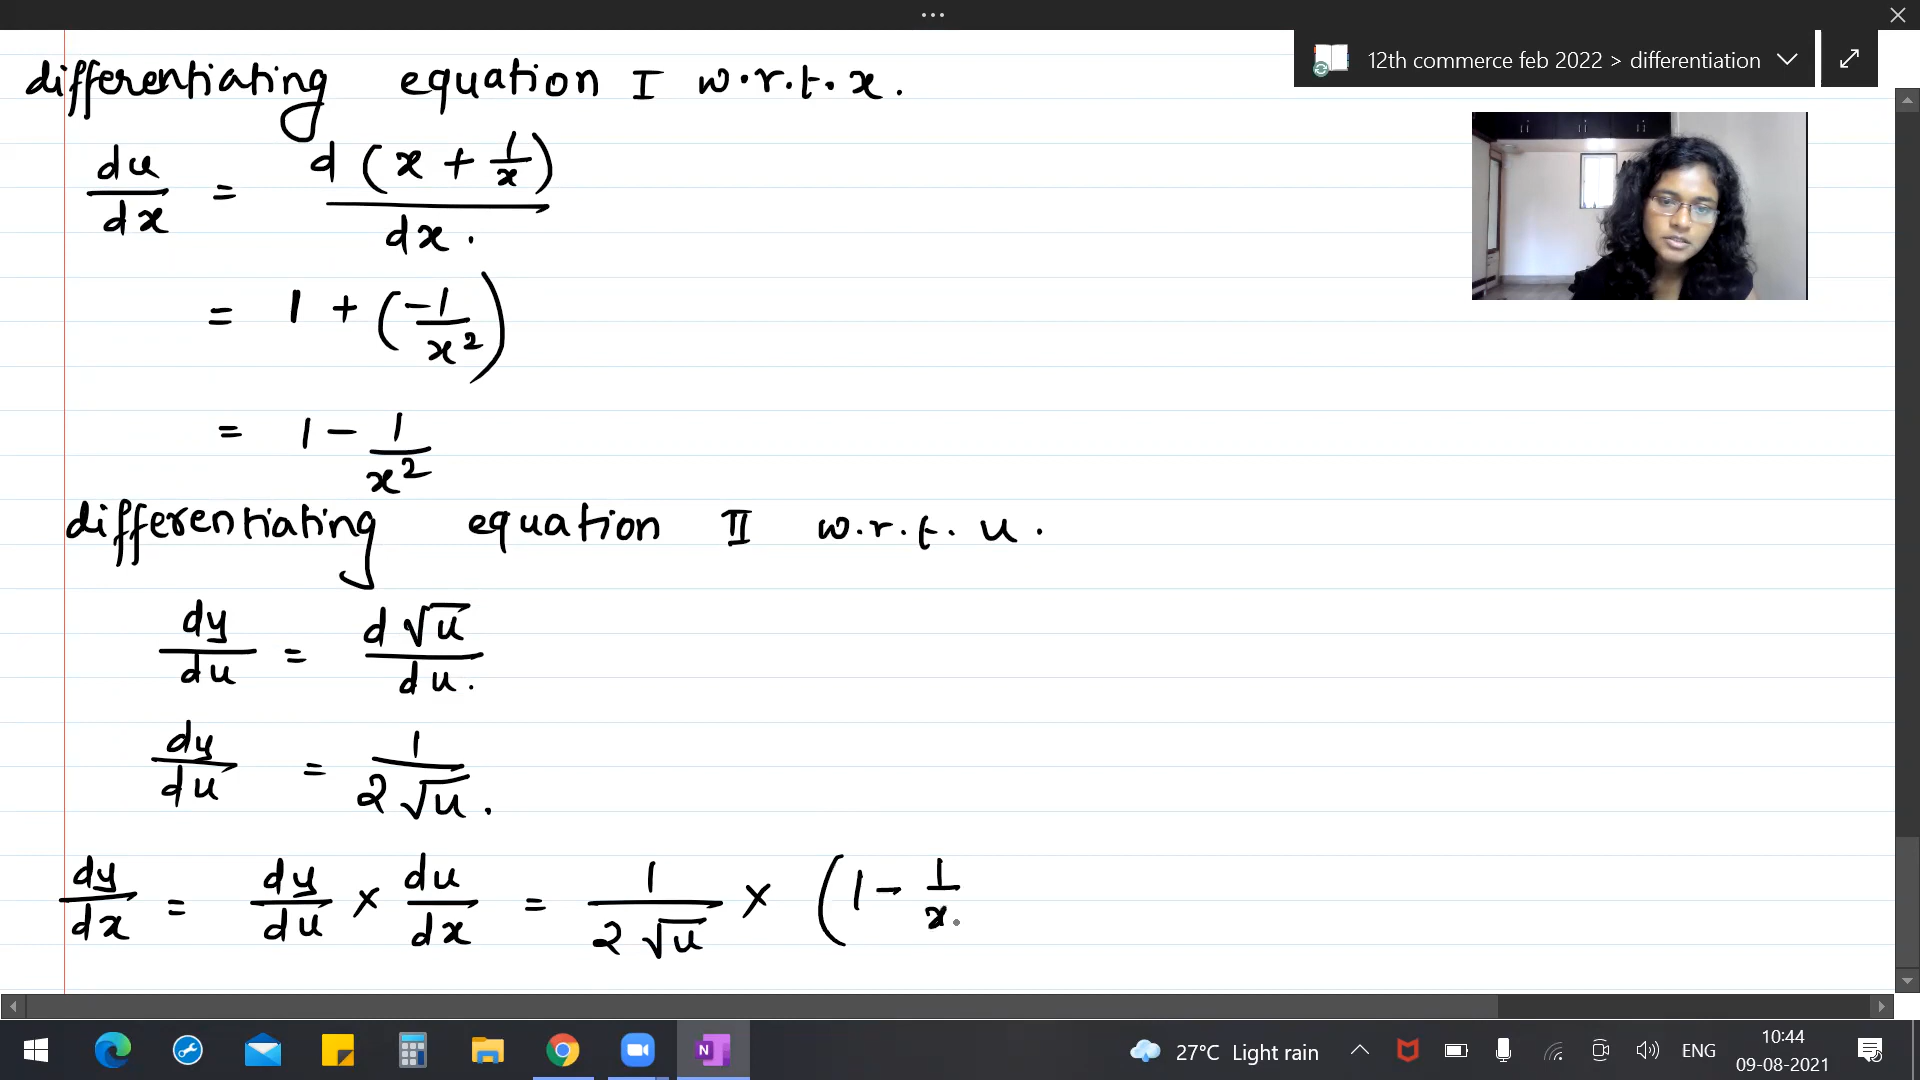 12th commerce feb 2022 > differentiation
differentiating equation I w.r.t. x.
du/dx = d (x + 1/x) / dx.
= 1 + (-1/x²)
= 1 - 1/x²
differentiating equation II w.r.t. u.
dy/du = d √u / du.
dy/du = 1 / 2√u.
dy/dx = dy/du × du/dx = 1 / 2√u × (1 - 1/x.
27°C Light rain
ENG
10:44
09-08-2021